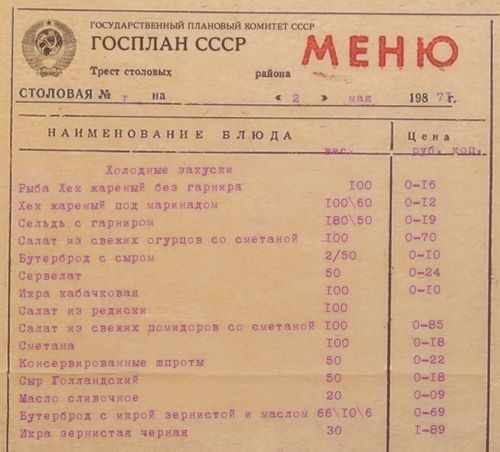 ГОСУДАРСТВЕННЫЙ ПЛАНОВЫЙ КОМИТЕТ СССР
ГОСПЛАН СССР
МЕНЮ
Трест столовых района
СТОЛОВАЯ № I на « 2 » мая 1987 г.
НАИМЕНОВАНИЕ БЛЮДА Цена
вес. руб. коп.
Холодные закуски
Рыба Хек жареный без гарнира 100 0-16
Хек жареный под маринадом 100\60 0-12
Сельдь с гарниром 180\50 0-19
Салат из свежих огурцов со сметаной 100 0-70
Бутерброд с сыром 2/50 0-10
Сервелат 50 0-24
Икра кабачковая 100 0-10
Салат из редиски 100
Салат из свежих помидоров со сметаной 100 0-85
Сметана 100 0-18
Консервированные шпроты 50 0-22
Сыр Голландский 50 0-18
Масло сливочное 20 0-09
Бутерброд с икрой зернистой и маслом 66\10\6 0-69
Икра зернистая черная 30 1-89